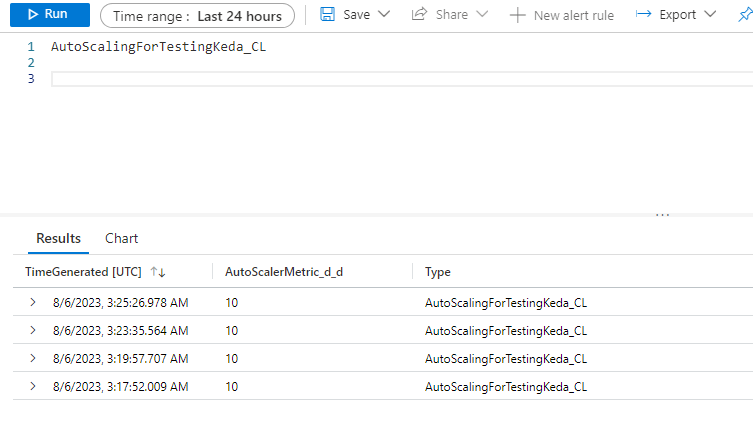 Run Time range : Last 24 hours Save Share New alert rule Export
1 AutoScalingForTestingKeda_CL
2
3
...
Results Chart
TimeGenerated [UTC] AutoScalerMetric_d_d Type
8/6/2023, 3:25:26.978 AM 10 AutoScalingForTestingKeda_CL
8/6/2023, 3:23:35.564 AM 10 AutoScalingForTestingKeda_CL
8/6/2023, 3:19:57.707 AM 10 AutoScalingForTestingKeda_CL
8/6/2023, 3:17:52.009 AM 10 AutoScalingForTestingKeda_CL